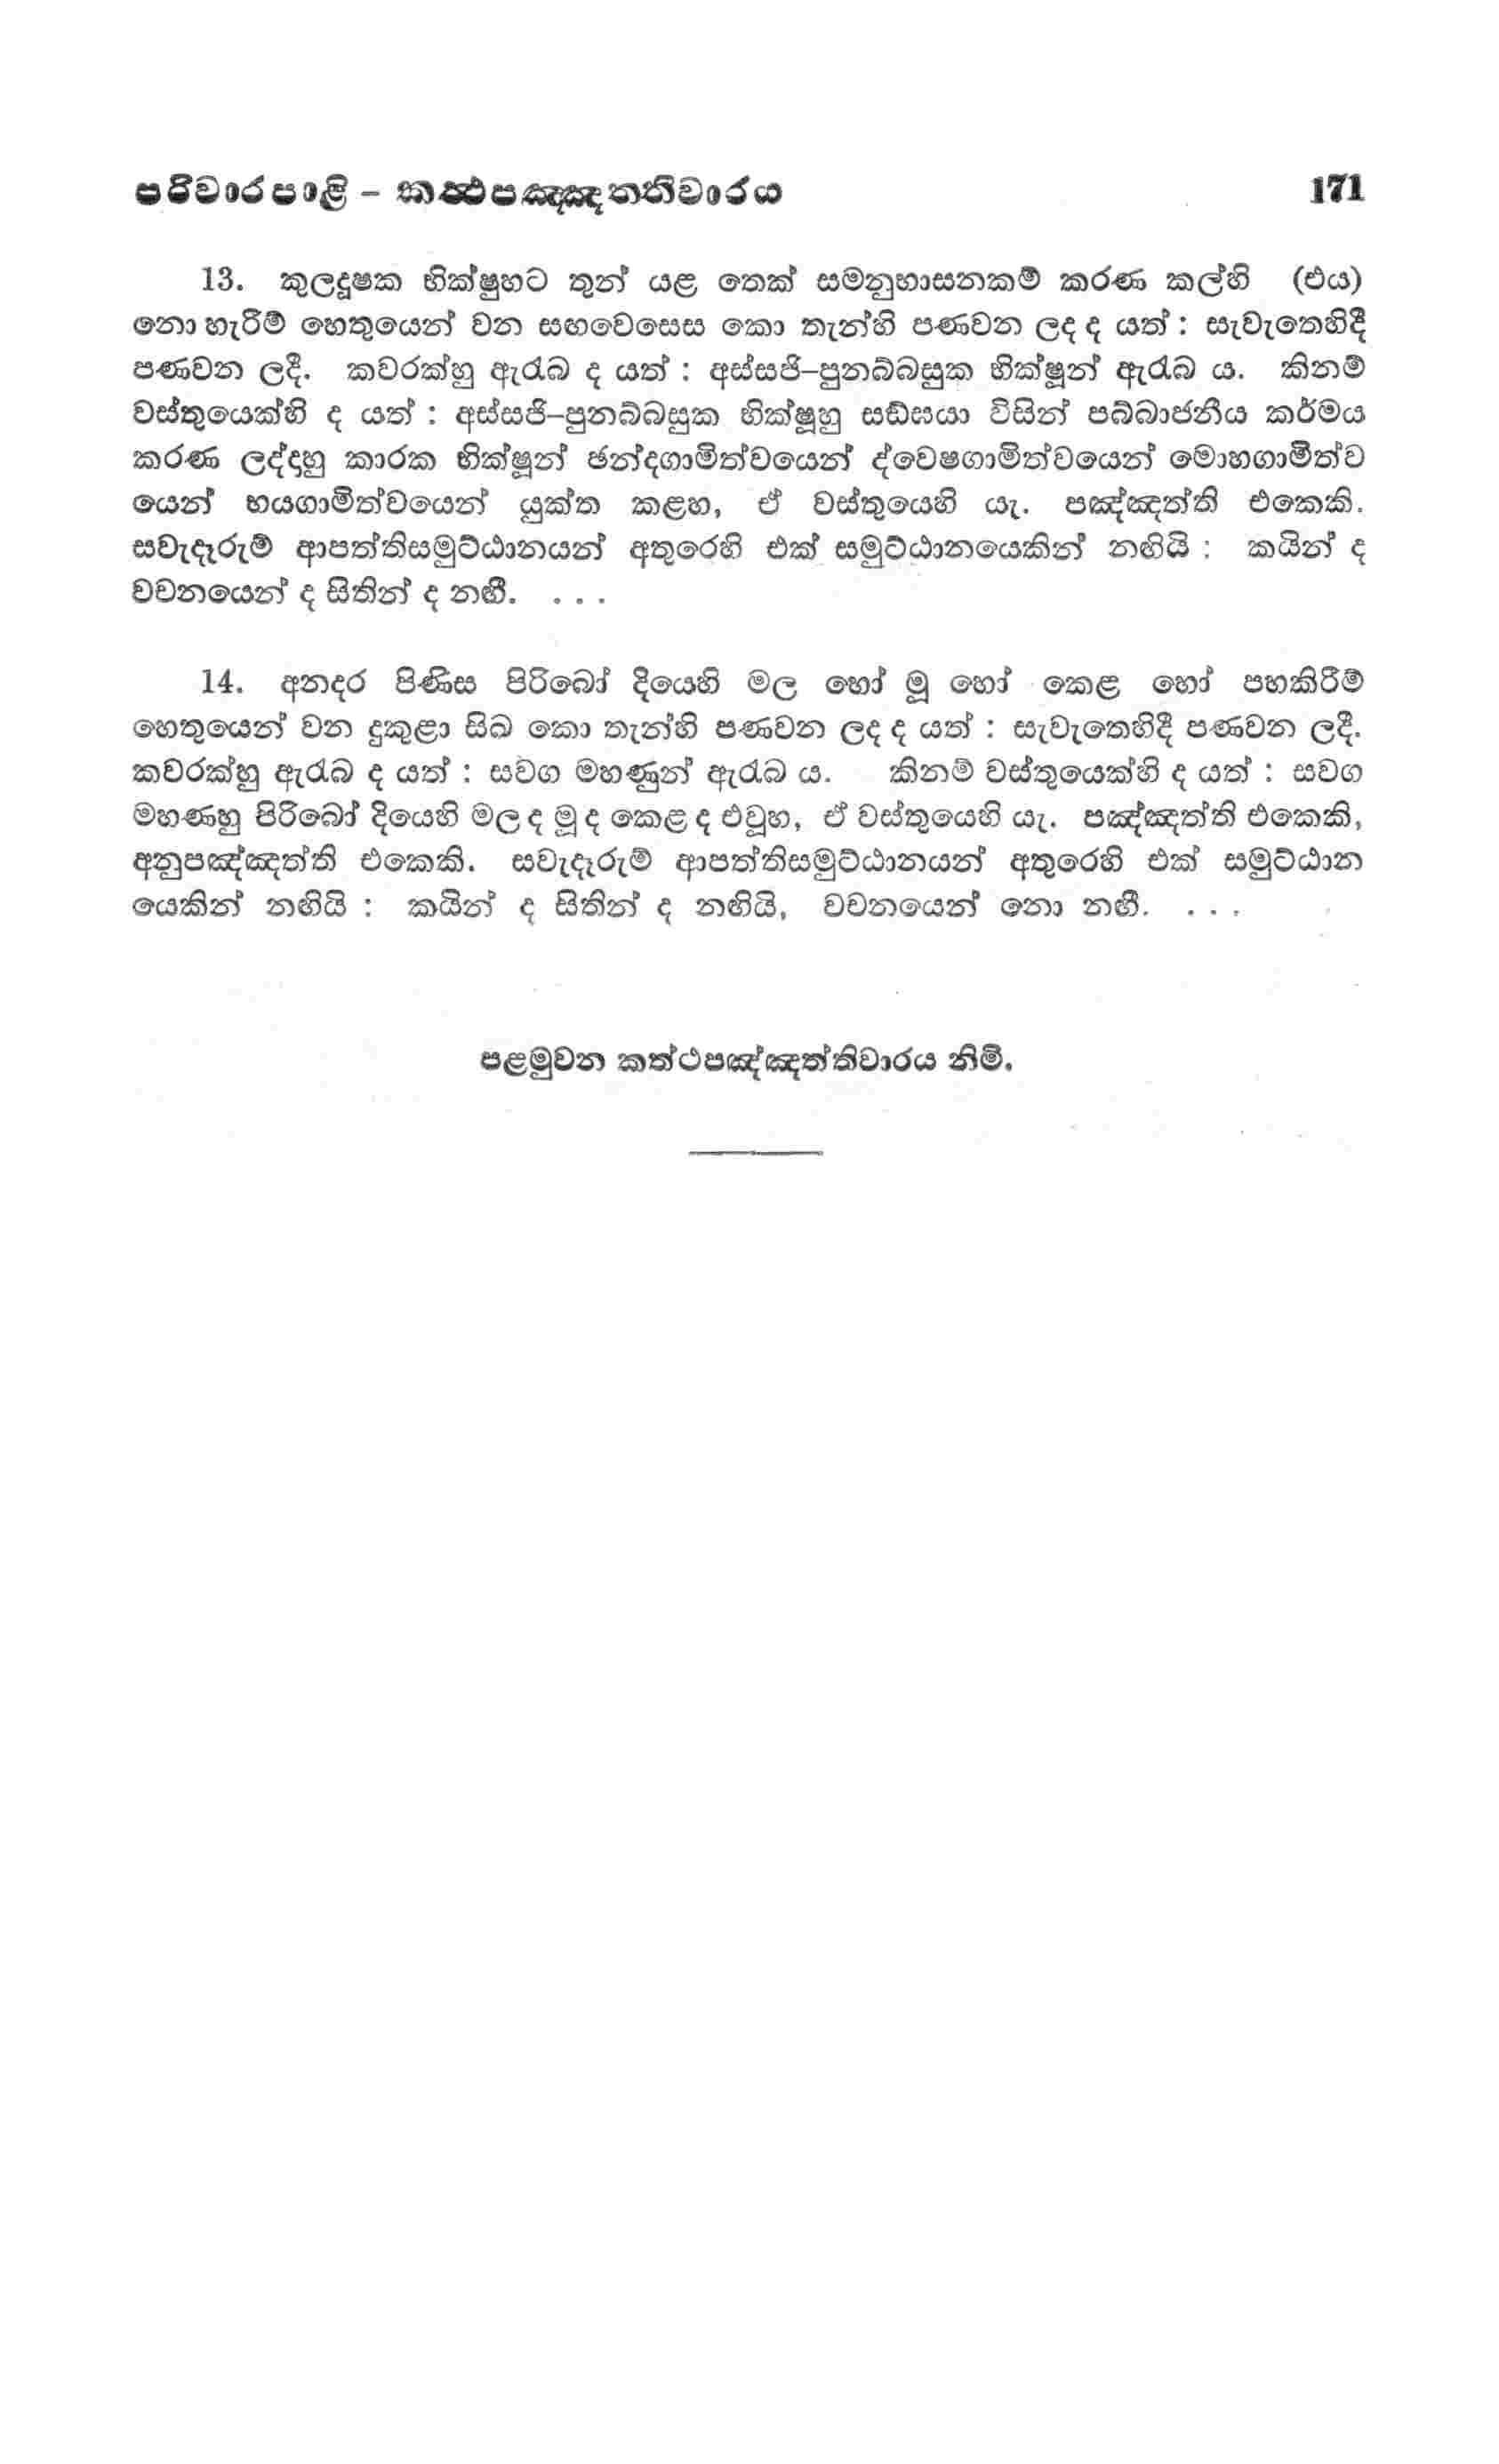 පරිවාරපාළි – කත්ථපඤ්ඤත්තිවාරය 171
13. කුලදූෂක භික්ෂුහට තුන් යළ තෙක් සමනුභාසනකම් කරණ කල්හි (එය)
නො හැරීම් හෙතුයෙන් වන සඟවෙසෙස කො තැන්හි පණවන ලද ද යත් : සැවැතෙහිදී
පණවන ලදී. කවරක්හු ඇරැබ ද යත් : අස්සජි–පුනබ්බසුක භික්ෂූන් ඇරැබ ය. කිනම්
වස්තුයෙක්හි ද යත් : අස්සජි–පුනබ්බසුක භික්ෂූහු සඞ්ඝයා විසින් පබ්බාජනීය කර්මය
කරණ ලද්දහු කාරක භික්ෂූන් ඡන්දගාමිත්වයෙන් ද්වෙෂගාමිත්වයෙන් මොහගාමිත්ව
යෙන් භයගාමිත්වයෙන් යුක්ත කළහ, ඒ වස්තුයෙහි යැ. පඤ්ඤත්ති එකෙකි.
සවැදෑරුම් ආපත්තිසමුට්ඨානයන් අතුරෙහි එක් සමුට්ඨානයෙකින් නඟියි : කයින් ද
වචනයෙන් ද සිතින් ද නඟී. . . .
14. අනදර පිණිස පිරිබෝ දියෙහි මල හෝ මූ හෝ කෙළ හෝ පහකිරීම්
හෙතුයෙන් වන දුකුළා සිඛ කො තැන්හි පණවන ලද ද යත් : සැවැතෙහිදී පණවන ලදී.
කවරක්හු ඇරැබ ද යත් : සවග මහණුන් ඇරැබ ය. කිනම් වස්තුයෙක්හි ද යත් : සවග
මහණහු පිරිබෝ දියෙහි මල ද මූ ද කෙළ ද එවූහ, ඒ වස්තුයෙහි යැ. පඤ්ඤත්ති එකෙකි,
අනුපඤ්ඤත්ති එකෙකි. සවැදෑරුම් ආපත්තිසමුට්ඨානයන් අතුරෙහි එක් සමුට්ඨාන
යෙකින් නඟියි : කයින් ද සිතින් ද නඟියි, වචනයෙන් නො නඟී. . . .
පළමුවන කත්ථපඤ්ඤත්තිවාරය නිමි.